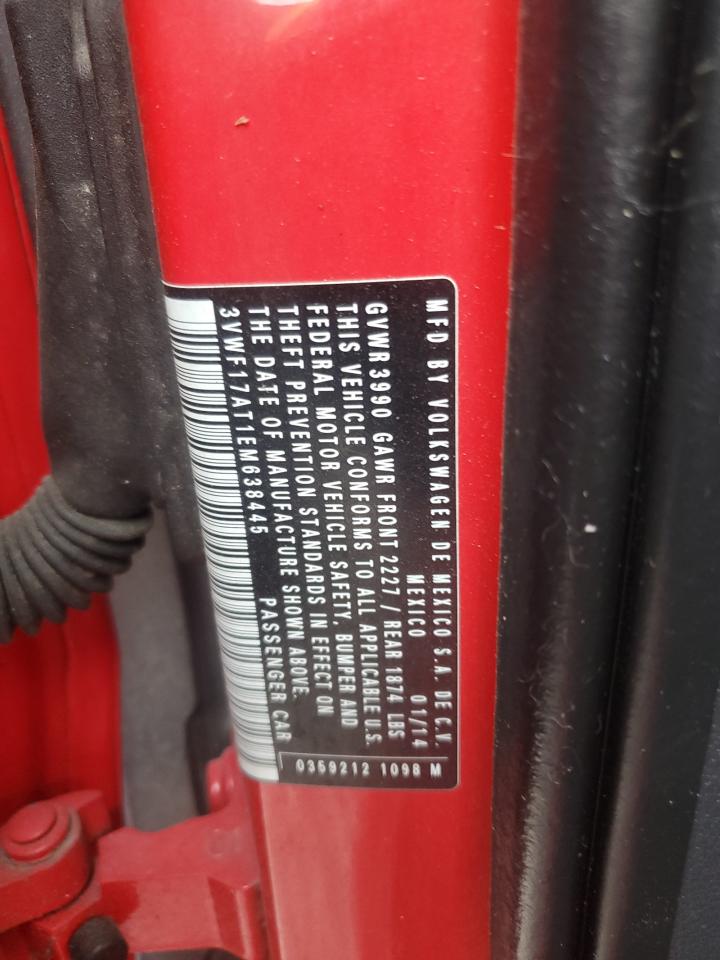 MFD BY VOLKSWAGEN DE MEXICO S.A. DE C.V.
MEXICO 01/14
GVWR 3990 GAWR FRONT 2227 / REAR 1874 LBS
THIS VEHICLE CONFORMS TO ALL APPLICABLE U.S.
FEDERAL MOTOR VEHICLE SAFETY, BUMPER AND
THEFT PREVENTION STANDARDS IN EFFECT ON
THE DATE OF MANUFACTURE SHOWN ABOVE.
3VWF17AT1EM638445 PASSENGER CAR
0359212 1098 M